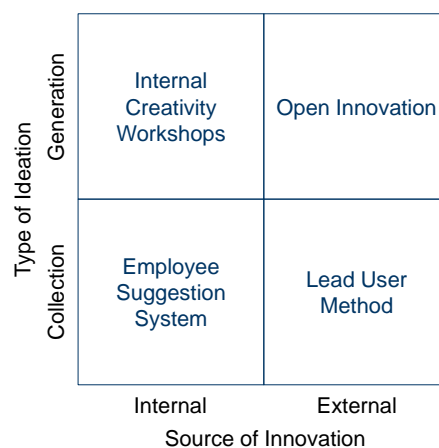 Type of Ideation
Generation
Internal
Creativity
Workshops
Open Innovation
Collection
Employee
Suggestion
System
Lead User
Method
Internal
External
Source of Innovation